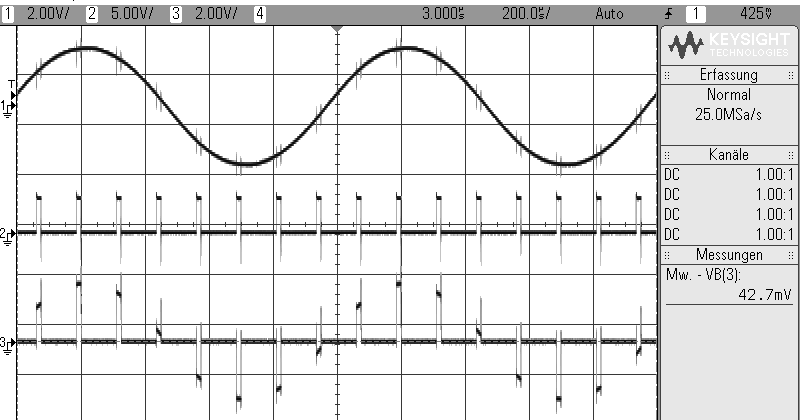 1 2.00V/ 2 5.00V/ 3 2.00V/ 4 3.000s 200.0s/ Auto 1 425mV
KEYSIGHT
TECHNOLOGIES
Erfassung
Normal
25.0MSa/s
Kanäle
DC 1.00:1
DC 1.00:1
DC 1.00:1
DC 1.00:1
Messungen
Mw. - VB(3):
42.7mV
T
1
2
3